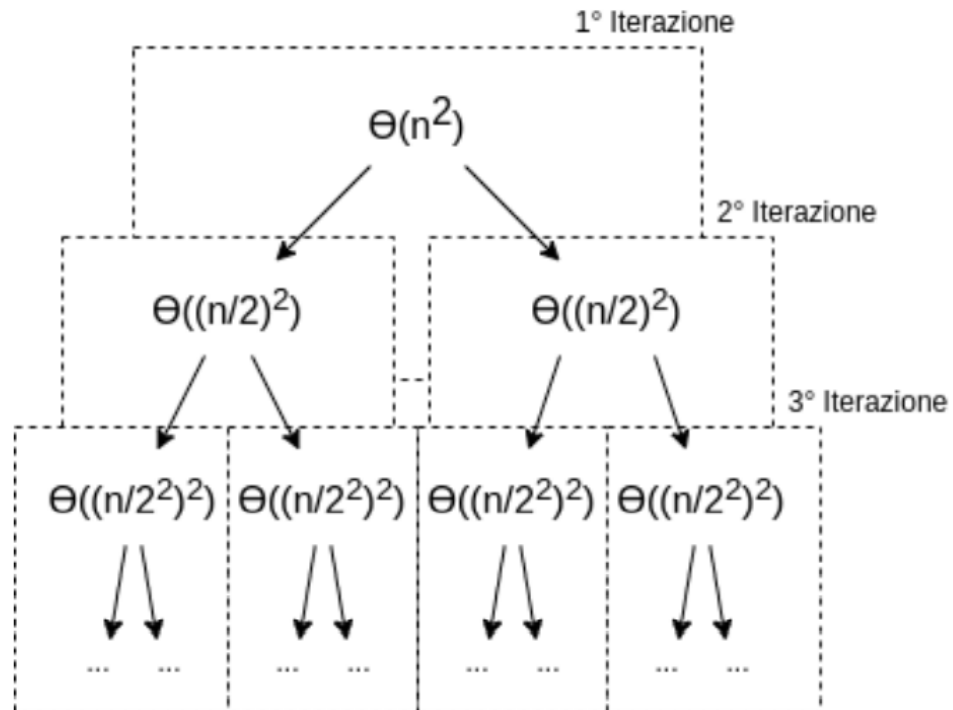 1° Iterazione
Ɵ(n²)
2° Iterazione
Ɵ((n/2)²) Ɵ((n/2)²)
3° Iterazione
Ɵ((n/2²)²) Ɵ((n/2²)²) Ɵ((n/2²)²) Ɵ((n/2²)²)
... ... ... ... ... ... ... ...